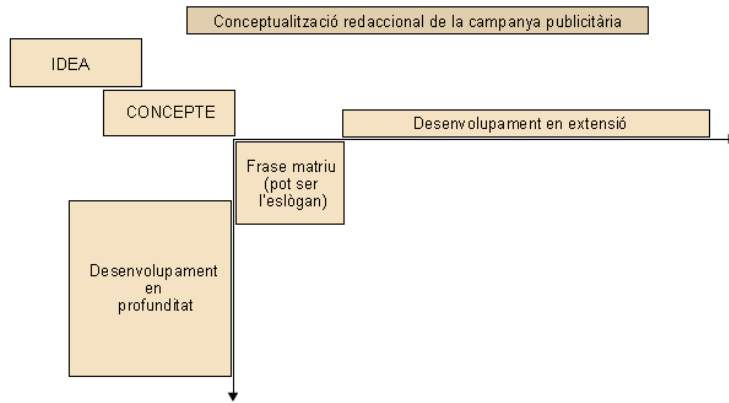 Conceptualització redaccional de la campanya publicitària
IDEA
CONCEPTE
Desenvolupament en extensió
Frase matriu
(pot ser
l'eslògan)
Desenvolupament
en
profunditat